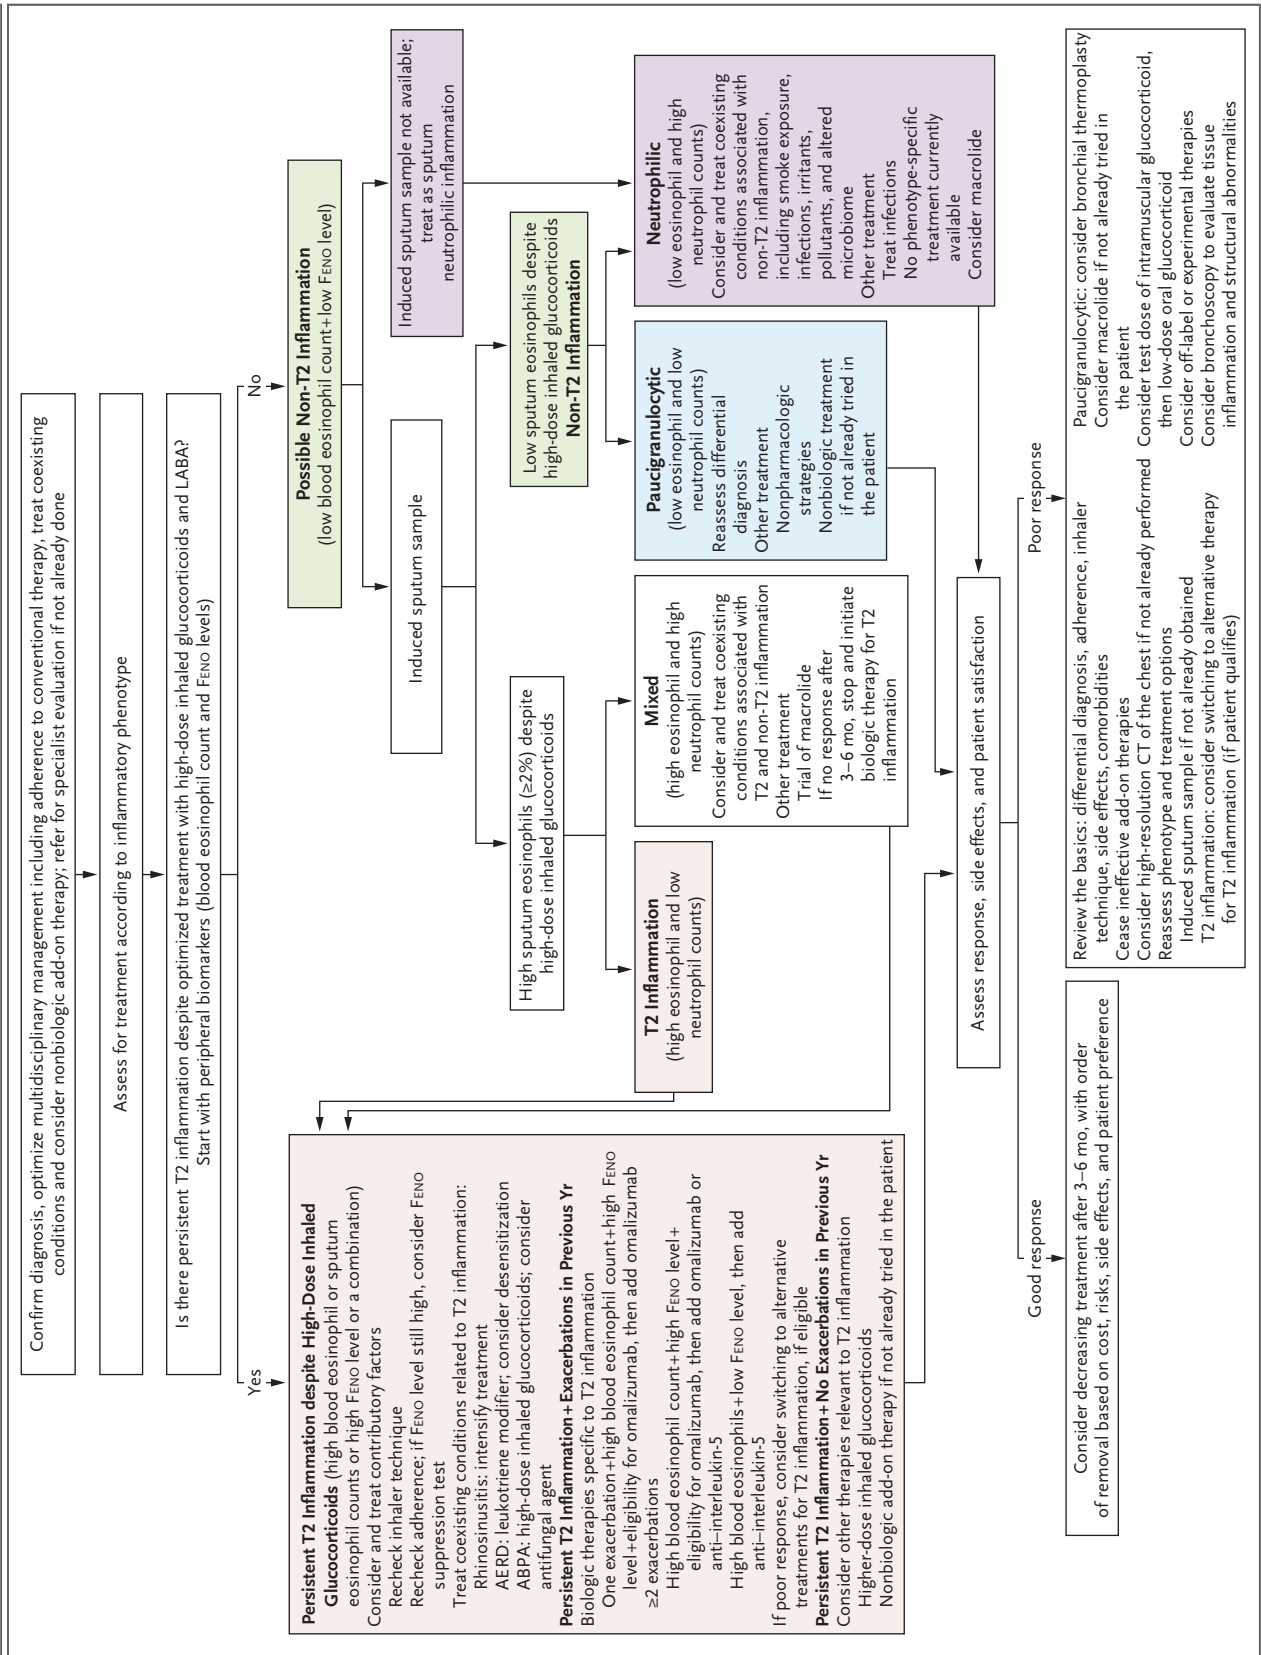 Confirm diagnosis, optimize multidisciplinary management including adherence to conventional therapy, treat coexisting
conditions and consider nonbiologic add-on therapy; refer for specialist evaluation if not already done
Assess for treatment according to inflammatory phenotype
Is there persistent T2 inflammation despite optimized treatment with high-dose inhaled glucocorticoids and LABA?
Start with peripheral biomarkers (blood eosinophil count and FENO levels)
Yes
No
Persistent T2 Inflammation despite High-Dose Inhaled
Glucocorticoids (high blood eosinophil or sputum
eosinophil counts or high FENO level or a combination)
Consider and treat contributory factors
Recheck inhaler technique
Recheck adherence; if FENO level still high, consider FENO
suppression test
Treat coexisting conditions related to T2 inflammation:
Rhinosinusitis: intensify treatment
AERD: leukotriene modifier; consider desensitization
ABPA: high-dose inhaled glucocorticoids; consider
antifungal agent
Persistent T2 Inflammation+Exacerbations in Previous Yr
Biologic therapies specific to T2 inflammation
One exacerbation+high blood eosinophil count+high FENO
level+eligibility for omalizumab, then add omalizumab
≥2 exacerbations
High blood eosinophil count+high FENO level+
eligibility for omalizumab, then add omalizumab or
anti–interleukin-5
High blood eosinophils+low FENO level, then add
anti–interleukin-5
If poor response, consider switching to alternative
treatments for T2 inflammation, if eligible
Persistent T2 Inflammation+No Exacerbations in Previous Yr
Consider other therapies relevant to T2 inflammation
Higher-dose inhaled glucocorticoids
Nonbiologic add-on therapy if not already tried in the patient
Possible Non-T2 Inflammation
(low blood eosinophil count+low FENO level)
Induced sputum sample
Induced sputum sample not available;
treat as sputum
neutrophilic inflammation
High sputum eosinophils (≥2%) despite
high-dose inhaled glucocorticoids
Low sputum eosinophils despite
high-dose inhaled glucocorticoids
Non-T2 Inflammation
T2 Inflammation
(high eosinophil and low
neutrophil counts)
Mixed
(high eosinophil and high
neutrophil counts)
Consider and treat coexisting
conditions associated with
T2 and non-T2 inflammation
Other treatment
Trial of macrolide
If no response after
3–6 mo, stop and initiate
biologic therapy for T2
inflammation
Paucigranulocytic
(low eosinophil and low
neutrophil counts)
Reassess differential
diagnosis
Other treatment
Nonpharmacologic
strategies
Nonbiologic treatment
if not already tried in
the patient
Neutrophilic
(low eosinophil and high
neutrophil counts)
Consider and treat coexisting
conditions associated with
non-T2 inflammation,
including smoke exposure,
infections, irritants,
pollutants, and altered
microbiome
Other treatment
Treat infections
No phenotype-specific
treatment currently
available
Consider macrolide
Assess response, side effects, and patient satisfaction
Good response
Poor response
Consider decreasing treatment after 3–6 mo, with order
of removal based on cost, risks, side effects, and patient preference
Review the basics: differential diagnosis, adherence, inhaler
technique, side effects, comorbidities
Cease ineffective add-on therapies
Consider high-resolution CT of the chest if not already performed
Reassess phenotype and treatment options
Induced sputum sample if not already obtained
T2 inflammation: consider switching to alternative therapy
for T2 inflammation (if patient qualifies)
Paucigranulocytic: consider bronchial thermoplasty
Consider macrolide if not already tried in
the patient
Consider test dose of intramuscular glucocorticoid,
then low-dose oral glucocorticoid
Consider off-label or experimental therapies
Consider bronchoscopy to evaluate tissue
inflammation and structural abnormalities